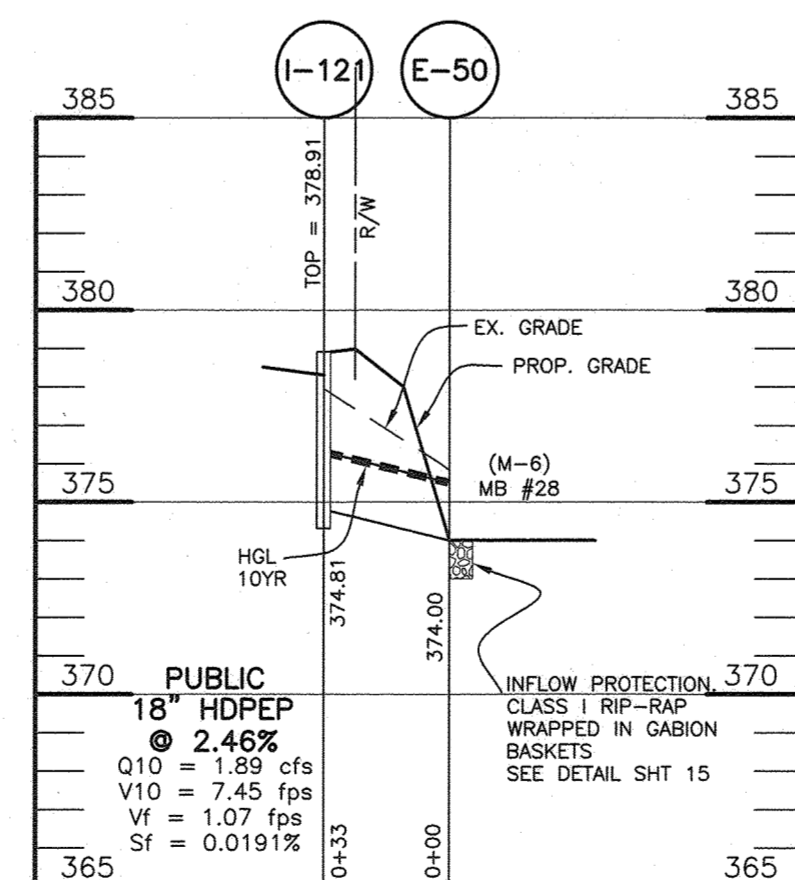 I-121
E-50
385
385
TOP = 378.91
R/W
380
380
EX. GRADE
PROP. GRADE
(M-6)
MB #28
375
375
HGL
10YR
374.81
374.00
370
370
PUBLIC
18" HDPEP
@ 2.46%
Q10 = 1.89 cfs
V10 = 7.45 fps
Vf = 1.07 fps
Sf = 0.0191%
INFLOW PROTECTION.
CLASS I RIP-RAP
WRAPPED IN GABION
BASKETS
SEE DETAIL SHT 15
0+33
0+00
365
365